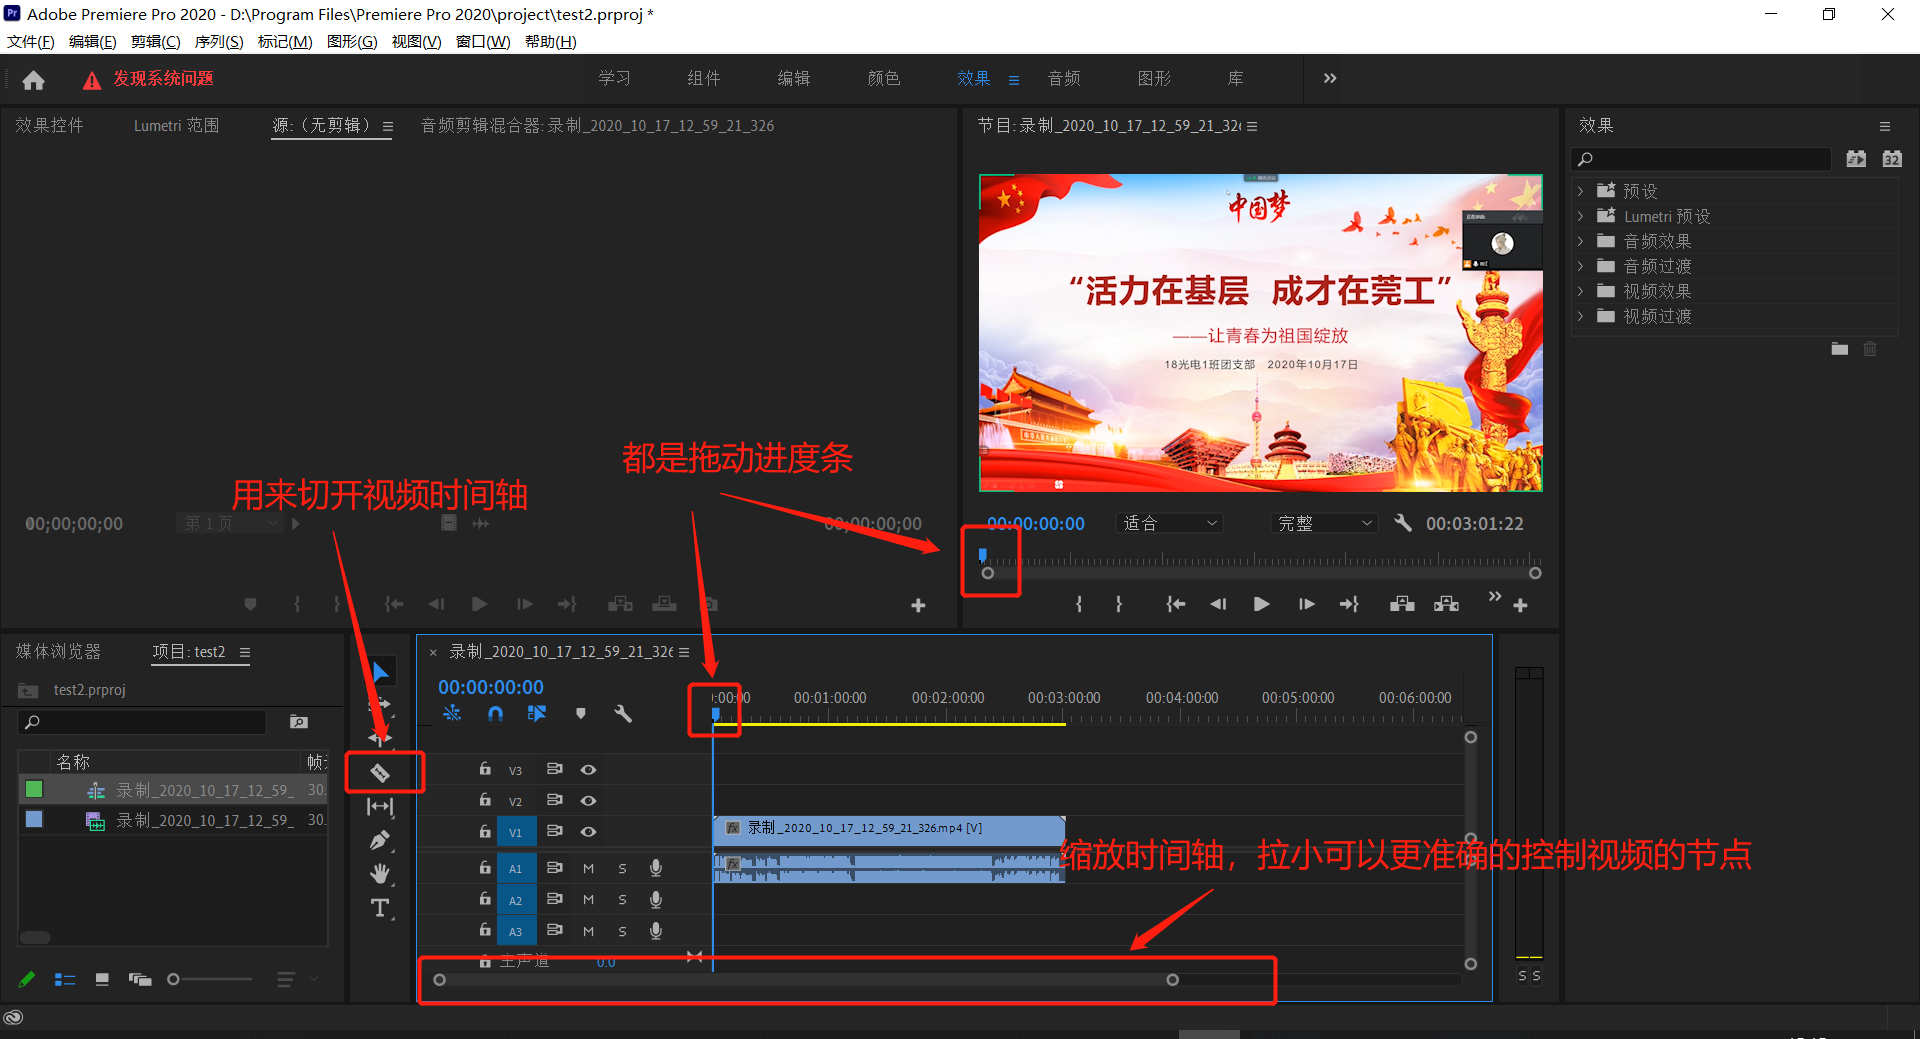 Adobe Premiere Pro 2020 - D:\Program Files\Premiere Pro 2020\project\test2.prproj *
文件(F) 编辑(E) 剪辑(C) 序列(S) 标记(M) 图形(G) 视图(V) 窗口(W) 帮助(H)
发现系统问题 学习 组件 编辑 颜色 效果 音频 图形 库
效果控件 Lumetri 范围 源:（无剪辑） 音频剪辑混合器: 录制_2020_10_17_12_59_21_326
节目: 录制_2020_10_17_12_59_21_326
效果
32
预设
Lumetri 预设
音频效果
音频过渡
视频效果
视频过渡
中国梦
“活力在基层 成才在莞工”
——让青春为祖国绽放
18光电1班团支部 2020年10月17日
都是拖动进度条
用来切开视频时间轴
00;00;00;00 第 1 页 00;00;00;00
00:00:00:00 适合 完整 00:03:01:22
媒体浏览器 项目: test2
test2.prproj
名称 帧
录制_2020_10_17_12_59_ 30.
录制_2020_10_17_12_59_ 30.
× 录制_2020_10_17_12_59_21_326
00:00:00:00
:00:00 00:01:00:00 00:02:00:00 00:03:00:00 00:04:00:00 00:05:00:00 00:06:00:00
V3
V2
V1 fx 录制_2020_10_17_12_59_21_326.mp4 [V]
A1 M S fx
A2 M S
A3 M S
主声道 0.0
缩放时间轴，拉小可以更准确的控制视频的节点
S S